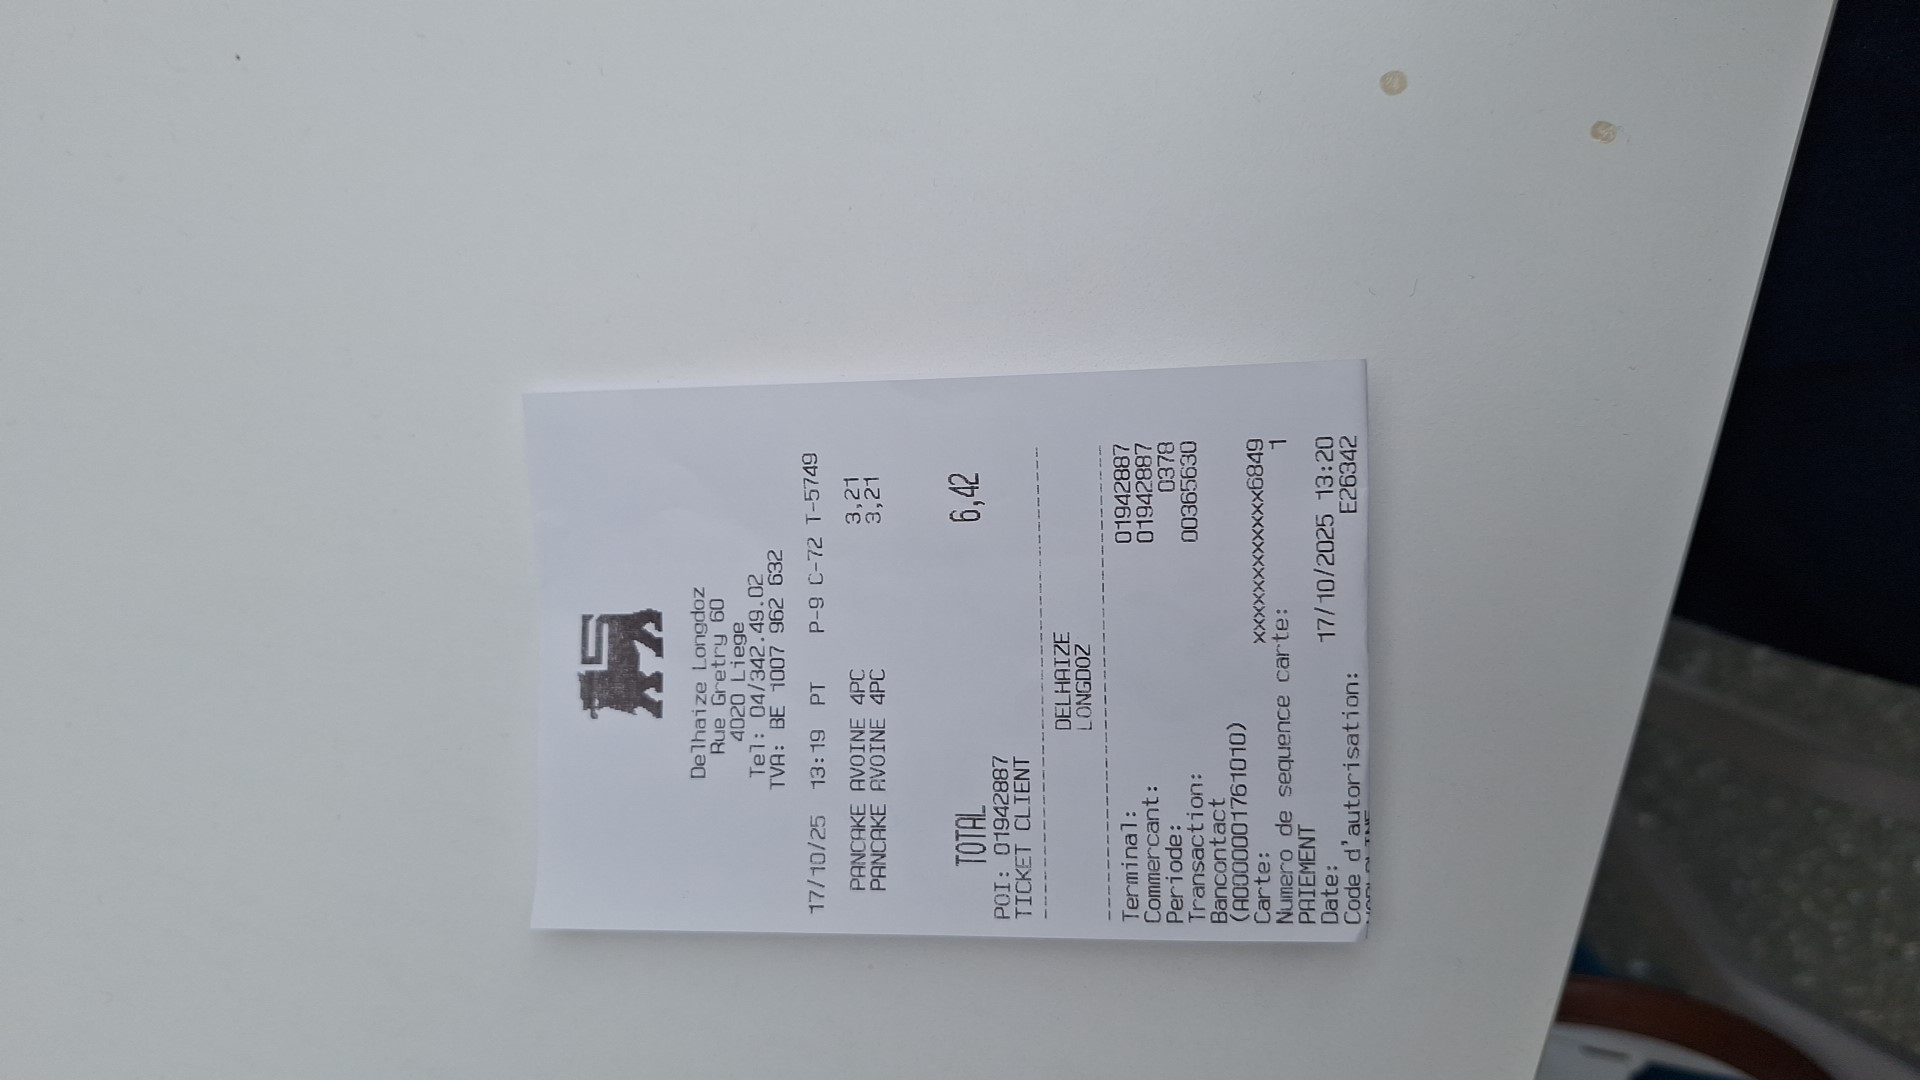 Delhaize Longdoz
Rue Gretry 60
4020 Liege
Tel: 04/342.49.02
TVA: BE 1007 962 632
17/10/25 13:19 PT P-9 C-72 T-5749
PANCAKE AVOINE 4PC 3,21
PANCAKE AVOINE 4PC 3,21
TOTAL 6,42
POI: 01942887
TICKET CLIENT
--------------------------------
DELHAIZE
LONGDOZ
--------------------------------
Terminal: 01942887
Commercant: 01942887
Periode: 0378
Transaction: 00365630
Bancontact
(A0000001761010)
Carte: xxxxxxxxxxxxx6849
Numero de sequence carte: 1
PAIEMENT
Date: 17/10/2025 13:20
Code d'autorisation: E26342